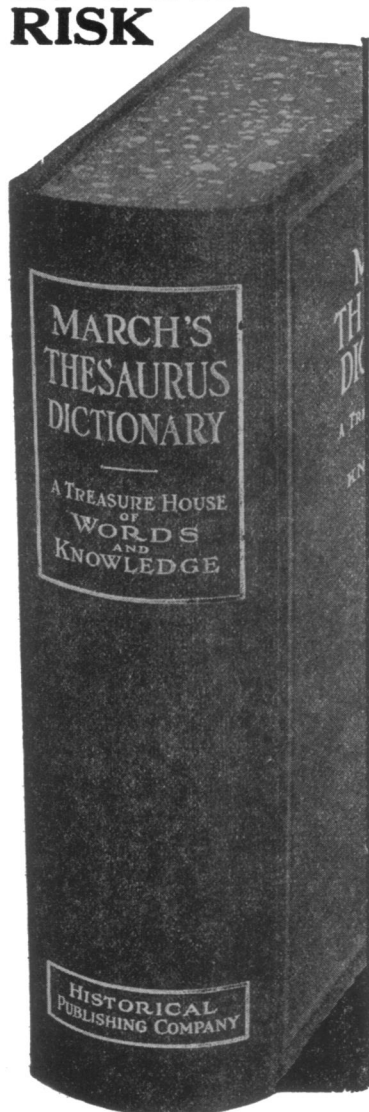 RISK
MARCH'S
THESAURUS
DICTIONARY
A TREASURE HOUSE
OF
WORDS
AND
KNOWLEDGE
HISTORICAL
PUBLISHING COMPANY